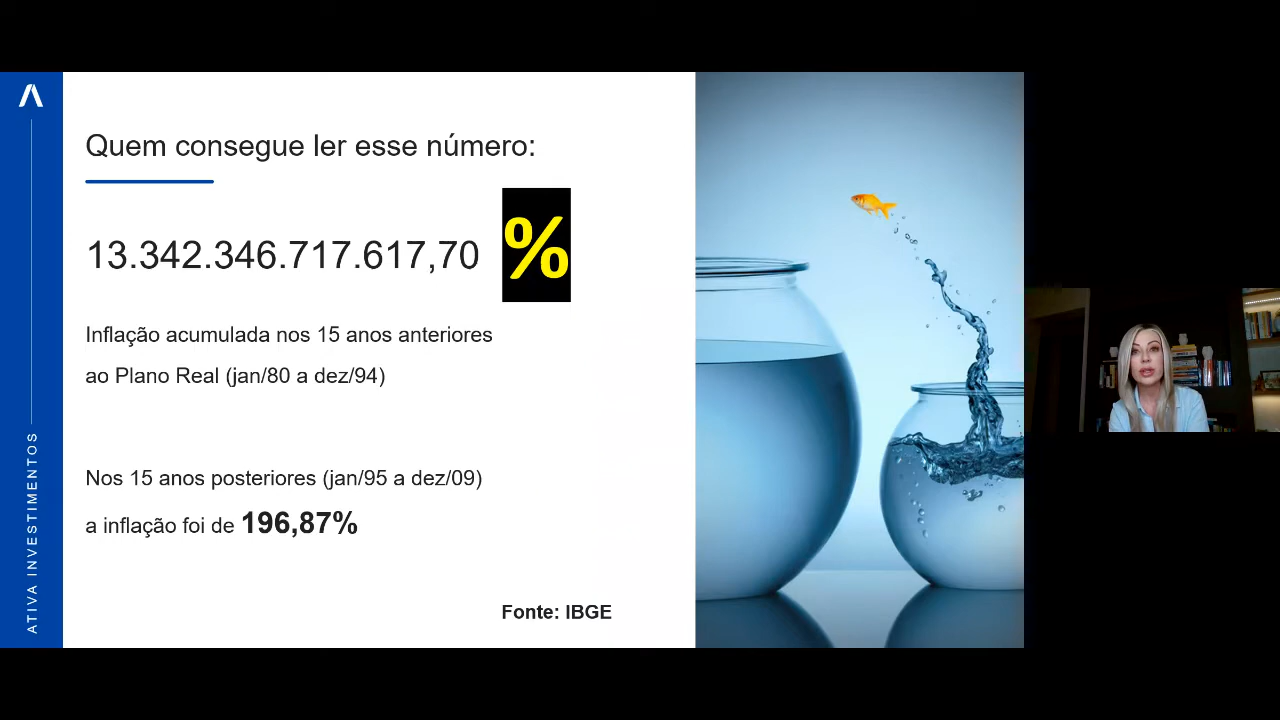 Quem consegue ler esse número:
13.342.346.717.617,70 %
Inflação acumulada nos 15 anos anteriores
ao Plano Real (jan/80 a dez/94)
Nos 15 anos posteriores (jan/95 a dez/09)
a inflação foi de 196,87%
Fonte: IBGE
ATIVA INVESTIMENTOS